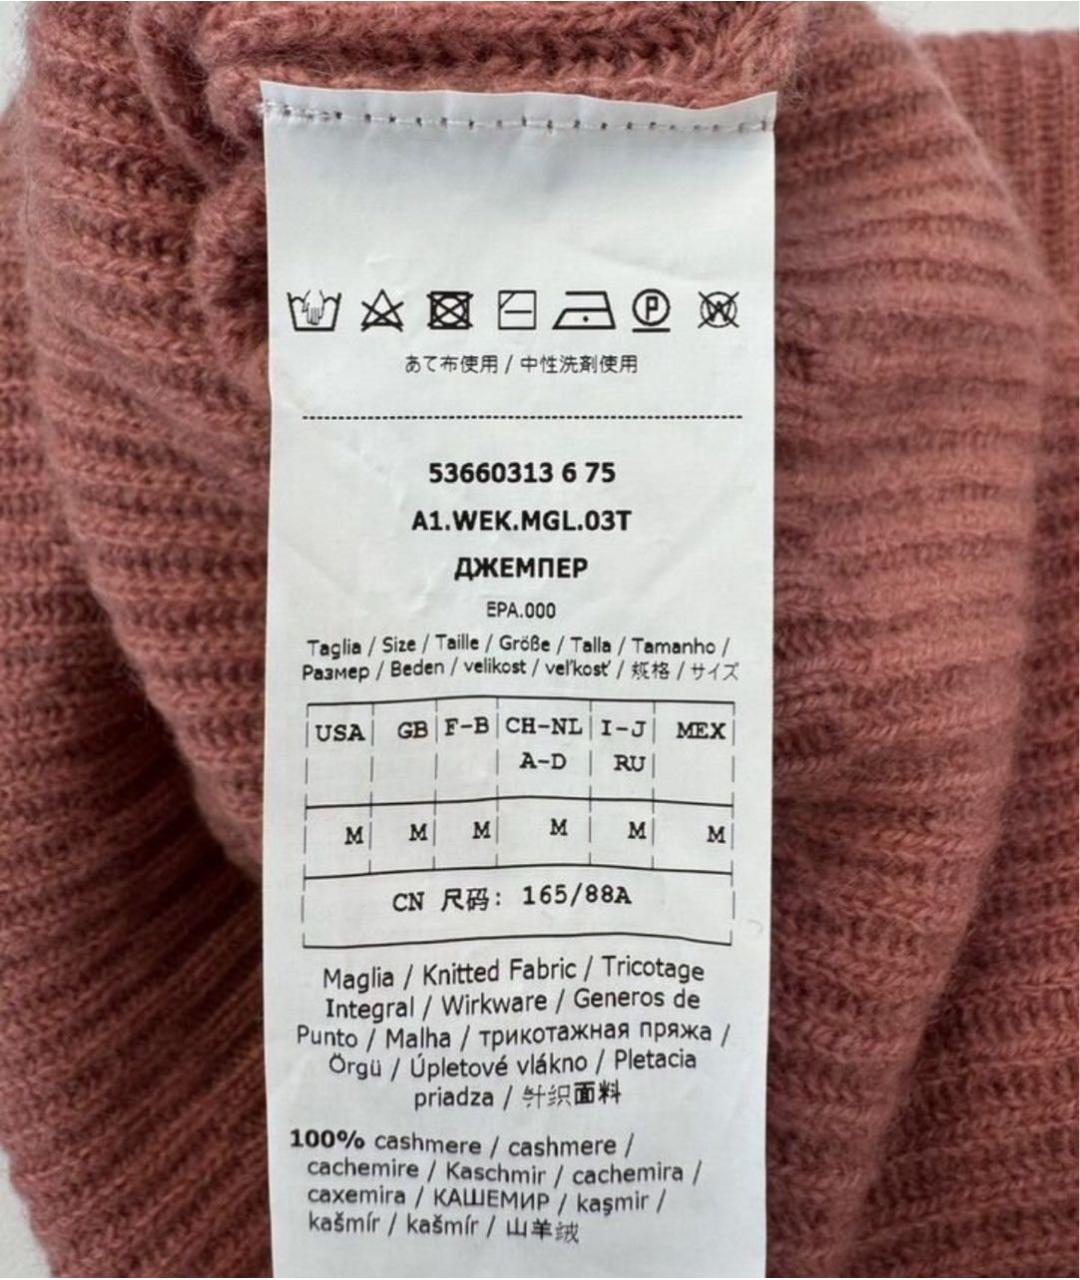 あて布使用 / 中性洗剤使用
53660313 6 75
A1.WEK.MGL.03T
ДЖЕМПЕР
EPA.000
Taglia / Size / Taille / Größe / Talla / Tamanho /
Размер / Beden / velikost / veľkosť / 规格 / サイズ
USA GB F-B CH-NL I-J MEX
A-D RU
M M M M M M
CN 尺码: 165/88A
Maglia / Knitted Fabric / Tricotage
Integral / Wirkware / Generos de
Punto / Malha / трикотажная пряжа /
Örgü / Úpletové vlákno / Pletacia
priadza / 针织面料
100% cashmere / cashmere /
cachemire / Kaschmir / cachemira /
caxemira / КАШЕМИР / kaşmir /
kašmír / kašmír / 山羊绒